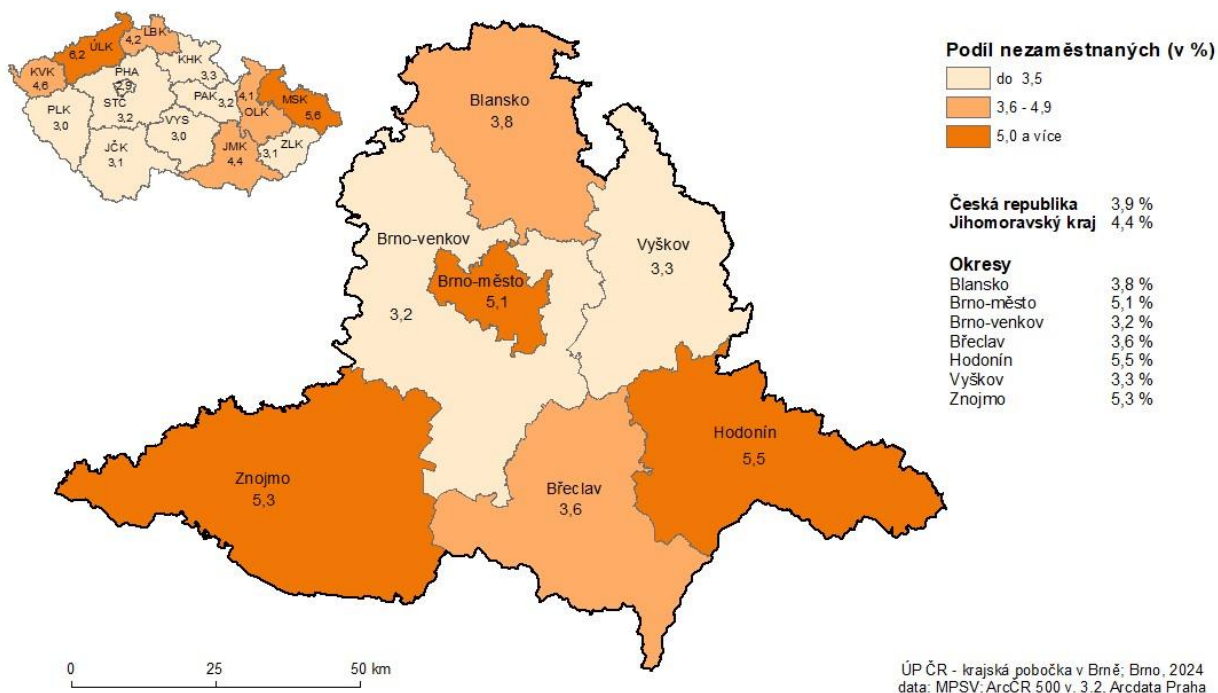 ÚLK
6,2
LBK
4,2
KVK
4,6
KHK
3,3
PHA
2,9
STČ
3,2
PAK
3,2
PLK
3,0
VYS
3,0
JČK
3,1
JMK
4,4
4,1
OLK
MSK
5,6
ZLK
3,1
Podíl nezaměstnaných (v %)
do 3,5
3,6 - 4,9
5,0 a více
Česká republika 3,9 %
Jihomoravský kraj 4,4 %
Okresy
Blansko 3,8 %
Brno-město 5,1 %
Brno-venkov 3,2 %
Břeclav 3,6 %
Hodonín 5,5 %
Vyškov 3,3 %
Znojmo 5,3 %
Blansko
3,8
Brno-venkov
3,2
Vyškov
3,3
Brno-město
5,1
Hodonín
5,5
Znojmo
5,3
Břeclav
3,6
0 25 50 km
ÚP ČR - krajská pobočka v Brně; Brno, 2024
data: MPSV; ArcČR 500 v. 3.2, Arcdata Praha